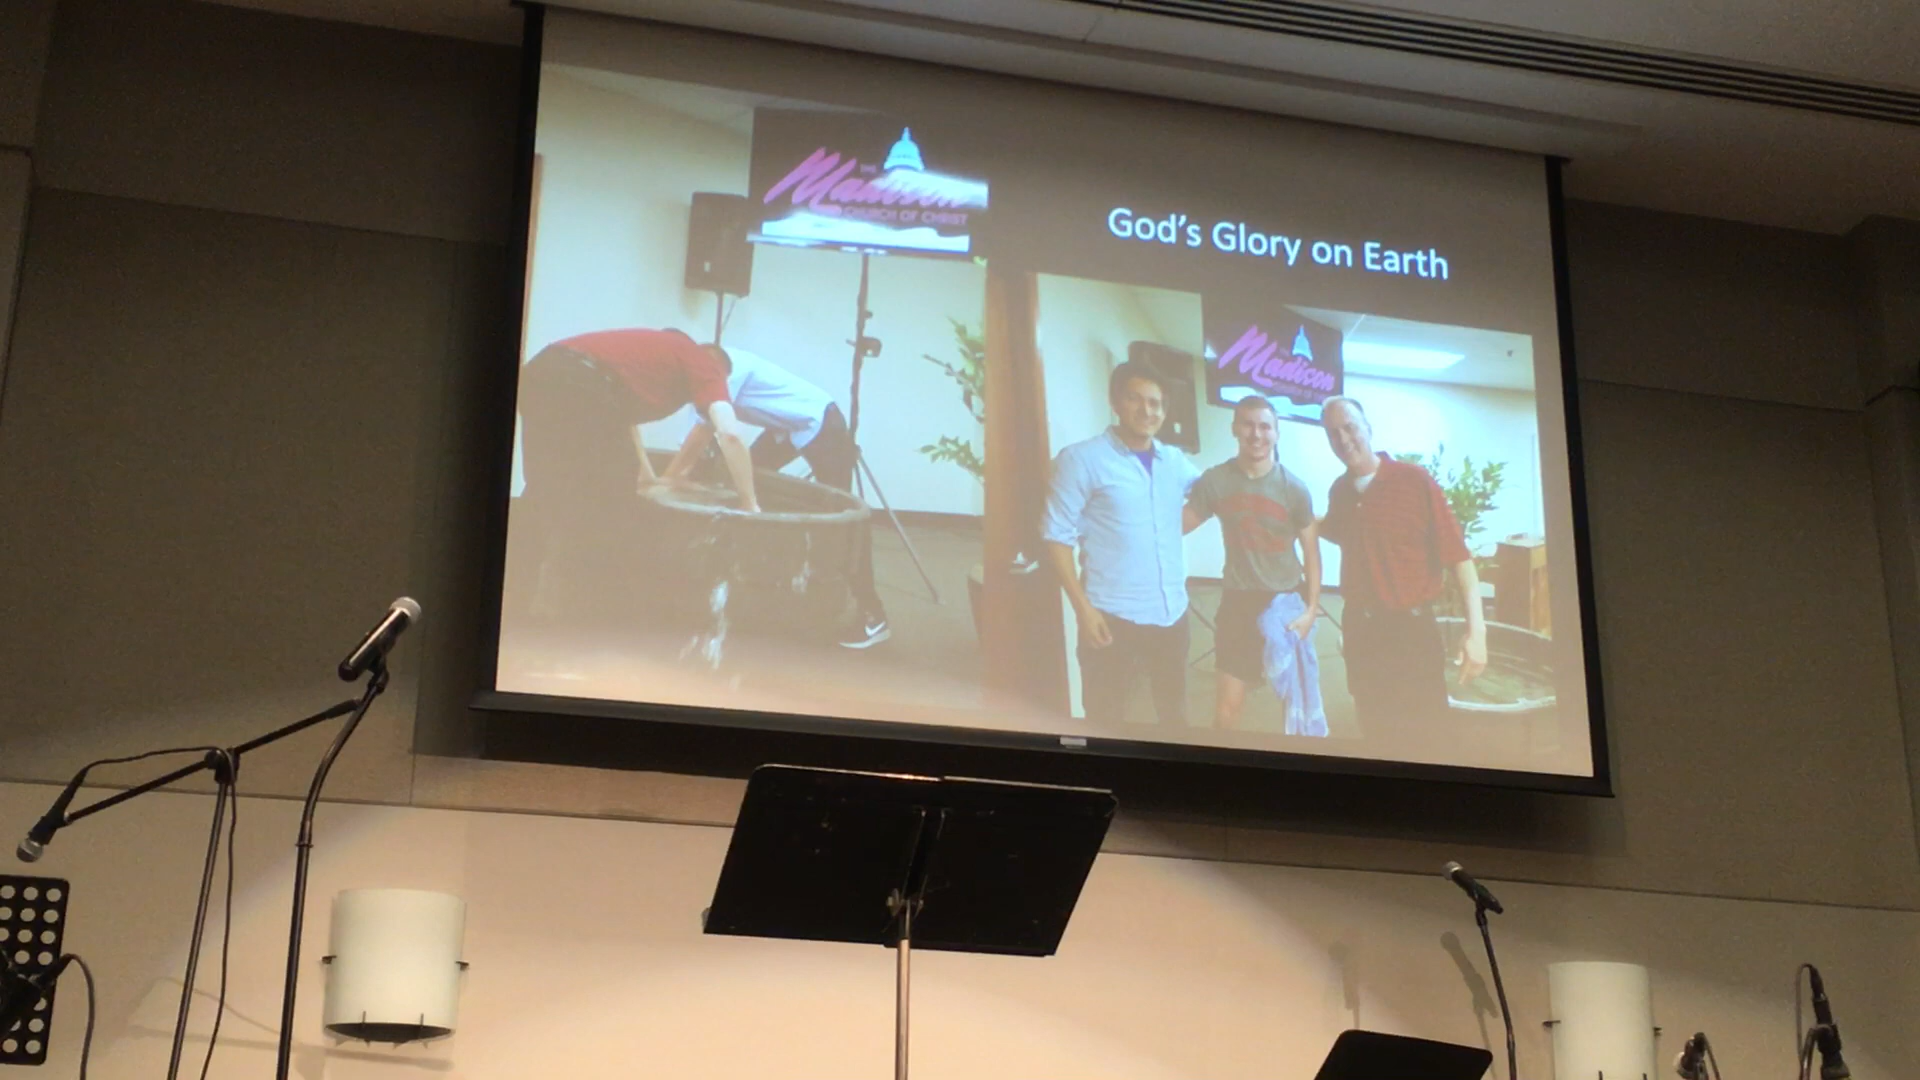 THE
Madison
CHURCH OF CHRIST
God's Glory on Earth
Madison